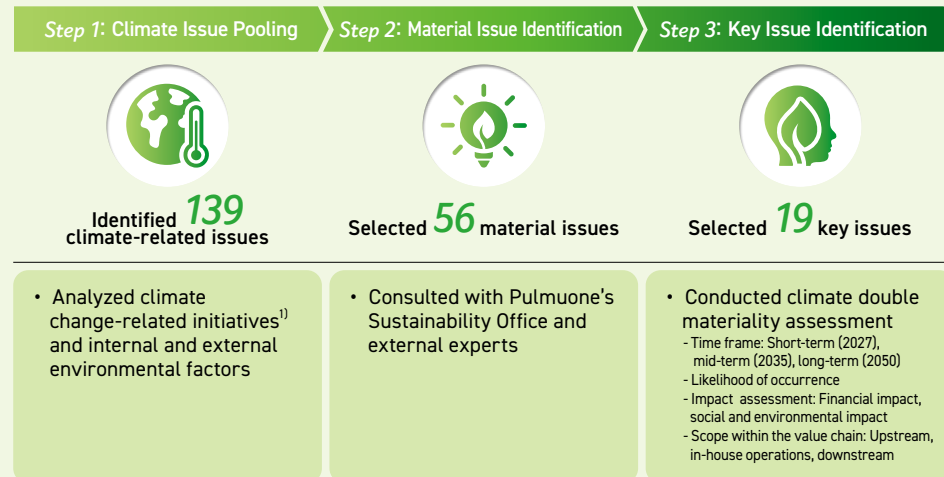 Step 1: Climate Issue Pooling
Step 2: Material Issue Identification
Step 3: Key Issue Identification
Identified 139
climate-related issues
Selected 56 material issues
Selected 19 key issues
• Analyzed climate
change-related initiatives1)
and internal and external
environmental factors
• Consulted with Pulmuone's
Sustainability Office and
external experts
• Conducted climate double
materiality assessment
- Time frame: Short-term (2027),
mid-term (2035), long-term (2050)
- Likelihood of occurrence
- Impact assessment: Financial impact,
social and environmental impact
- Scope within the value chain: Upstream,
in-house operations, downstream